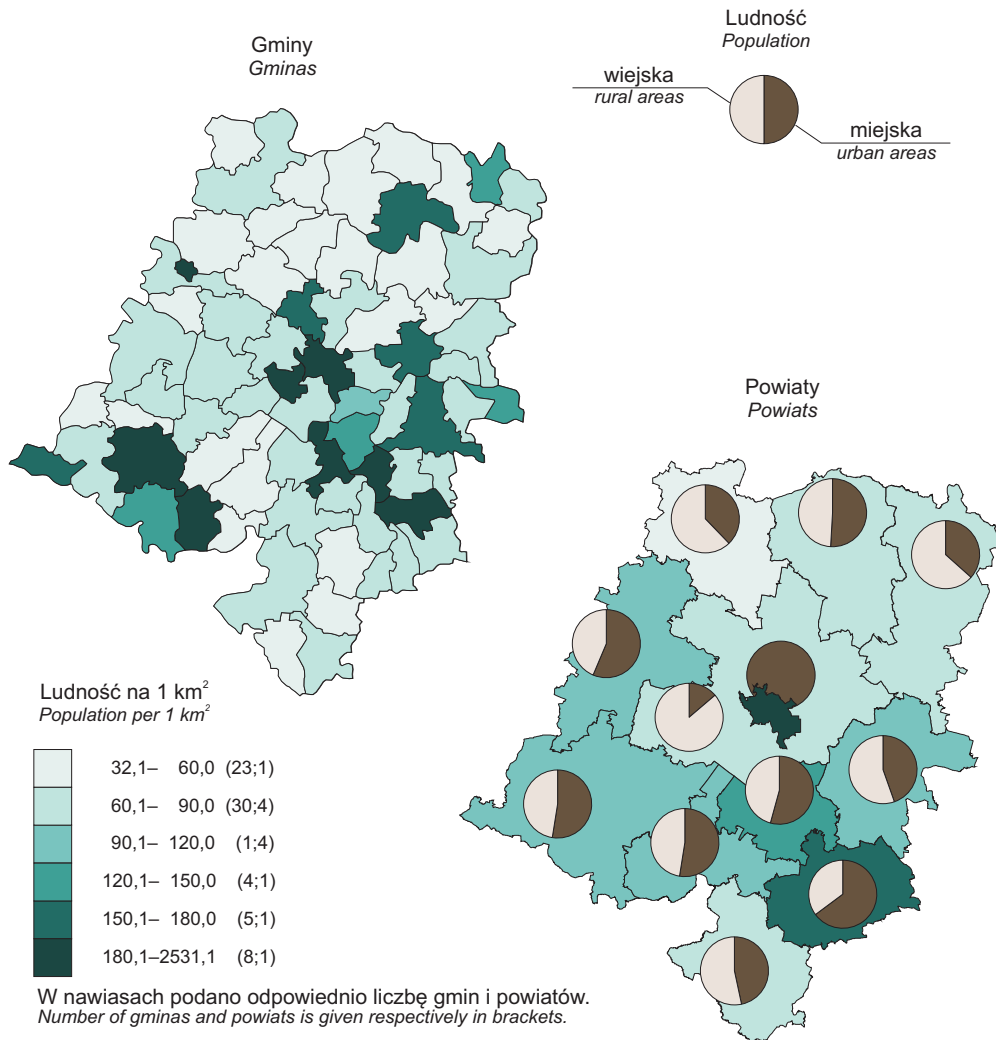 Ludność
Population
wiejska
rural areas
miejska
urban areas
Gminy
Gminas
Powiaty
Powiats
Ludność na 1 km²
Population per 1 km²
32,1– 60,0 (23;1)
60,1– 90,0 (30;4)
90,1– 120,0 (1;4)
120,1– 150,0 (4;1)
150,1– 180,0 (5;1)
180,1–2531,1 (8;1)
W nawiasach podano odpowiednio liczbę gmin i powiatów.
Number of gminas and powiats is given respectively in brackets.